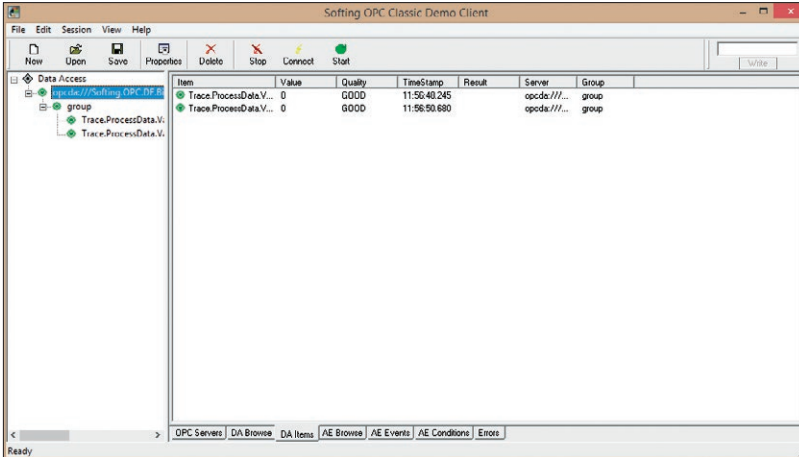 Softing OPC Classic Demo Client
File Edit Session View Help
New Open Save Properties Delete Stop Connect Start
Write
Data Access
opcda:///Softing.OPC.DF.Bi
group
Trace.ProcessData.V
Trace.ProcessData.V
Item Value Quality TimeStamp Result Server Group
Trace.ProcessData.V... 0 GOOD 11:56:48.245 opcda:///... group
Trace.ProcessData.V... 0 GOOD 11:56:50.680 opcda:///... group
OPC Servers DA Browse DA Items AE Browse AE Events AE Conditions Errors
Ready